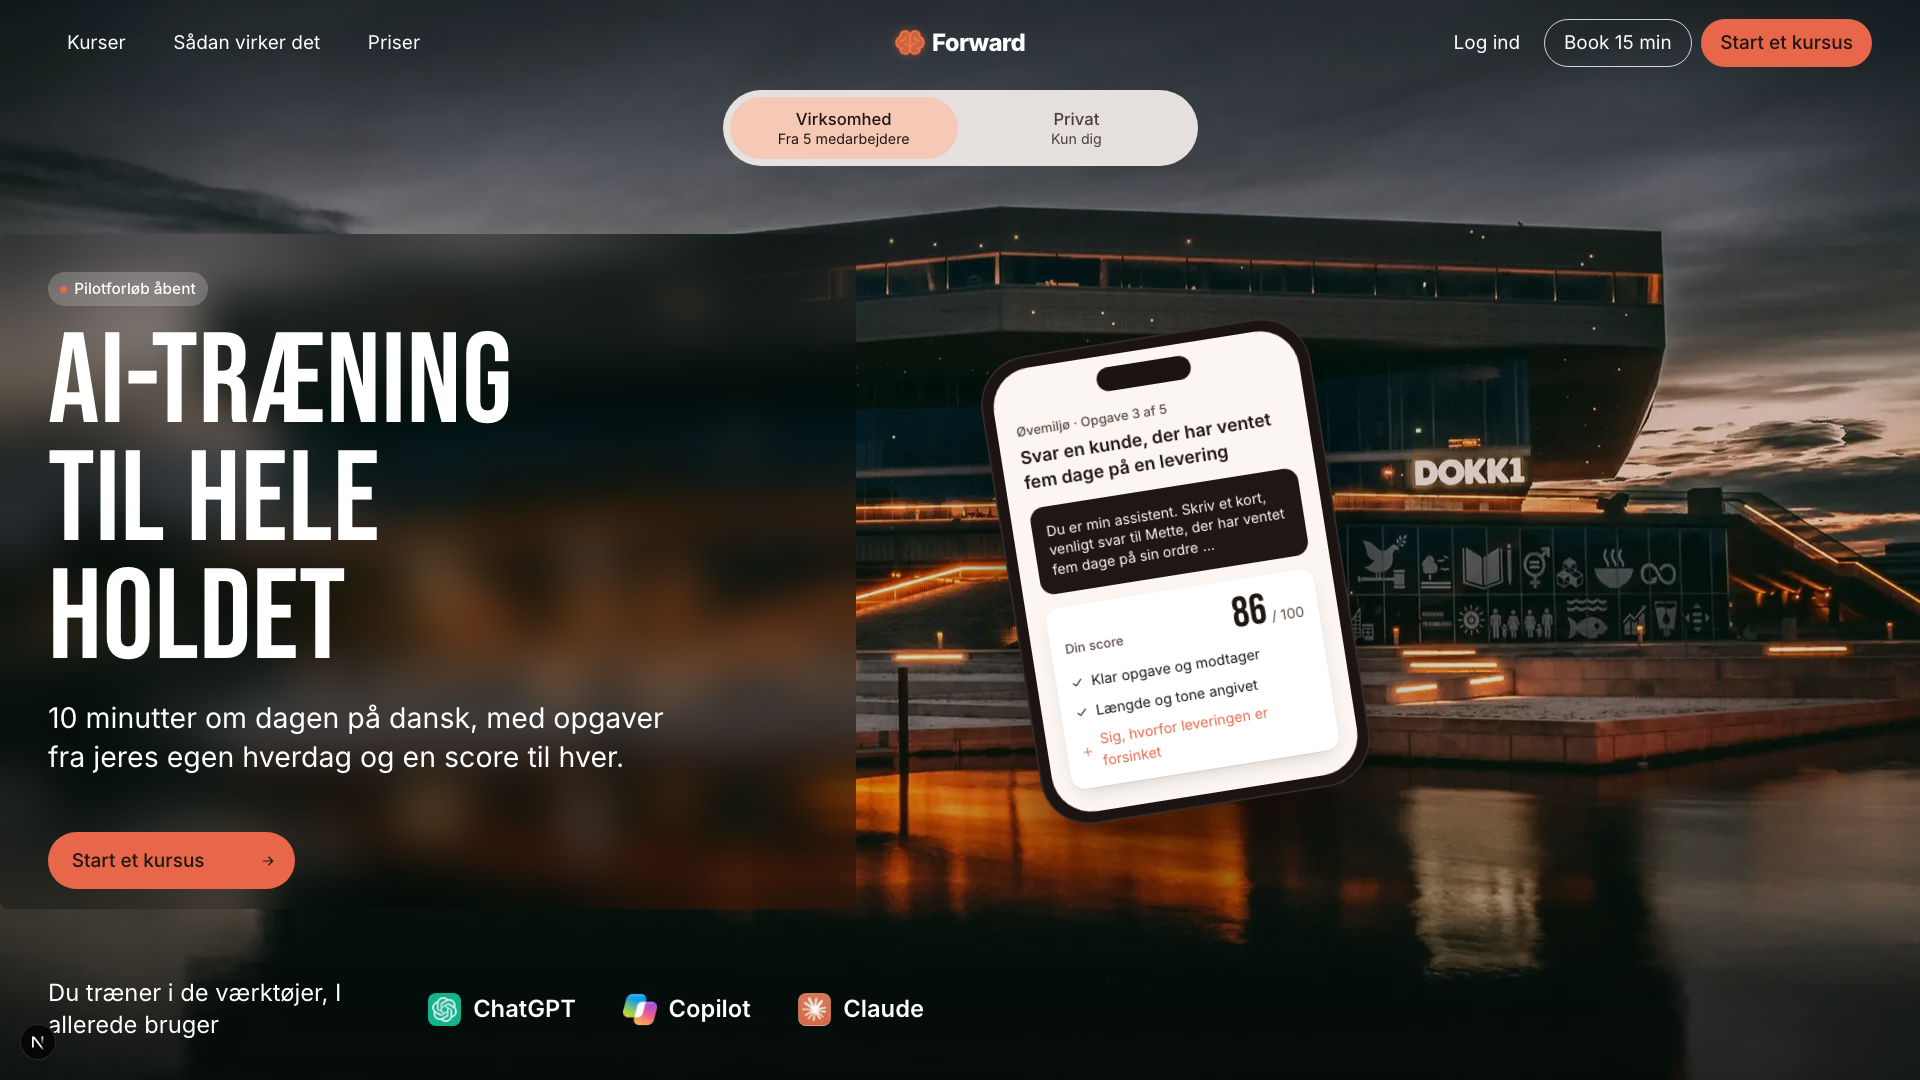 Kurser
Sådan virker det
Priser
Forward
Log ind
Book 15 min
Start et kursus
Virksomhed
Fra 5 medarbejdere
Privat
Kun dig
Pilotforløb åbent
AI-TRÆNING
TIL HELE
HOLDET
10 minutter om dagen på dansk, med opgaver
fra jeres egen hverdag og en score til hver.
Start et kursus →
Øvemiljø · Opgave 3 af 5
Svar en kunde, der har ventet
fem dage på en levering
Du er min assistent. Skriv et kort,
venligt svar til Mette, der har ventet
fem dage på sin ordre ...
Din score
86 / 100
Klar opgave og modtager
Længde og tone angivet
+ Sig, hvorfor leveringen er
forsinket
DOKK1
Du træner i de værktøjer, I
allerede bruger
ChatGPT
Copilot
Claude
N